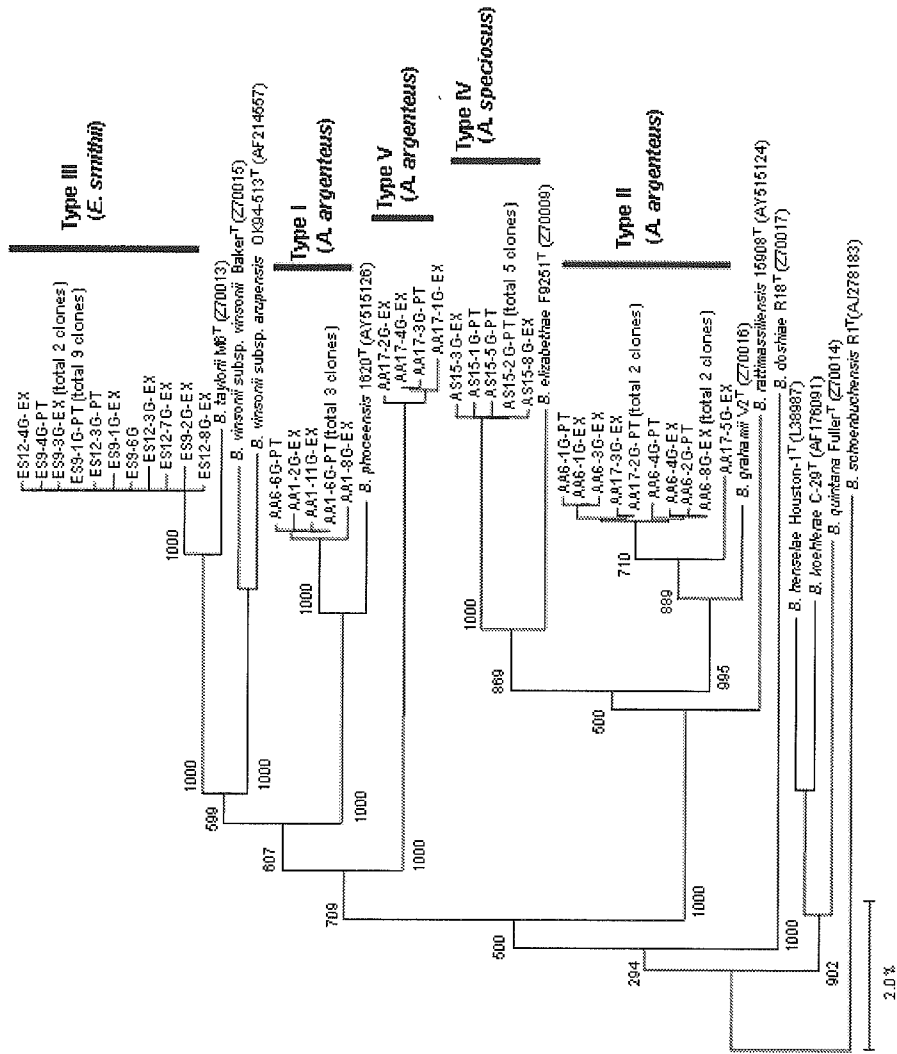 ES12-4G-EX
ES9-4G-PT
ES9-3G-EX [total 2 clones]
ES9-1G-PT [total 9 clones]
ES12-3G-PT
ES9-1G-EX
ES9-6G
ES12-3G-EX
ES12-7G-EX
ES9-2G-EX
ES12-8G-EX
Type III
(E. smithii)
B. taylorii M6T (Z70013)
B. vinsonii subsp. vinsonii BakerT (Z70015)
B. vinsonii subsp. arupensis OK94-513T (AF214557)
AA6-6G-PT
AA1-2G-EX
AA1-11G-EX
AA1-6G-PT [total 3 clones]
AA1-8G-EX
Type I
(A. argenteus)
B. phoceensis 1620T (AY515126)
AA17-2G-EX
AA17-4G-EX
AA17-3G-PT
AA17-1G-EX
Type V
(A. argenteus)
AS15-3G-EX
AS15-1G-PT
AS15-5G-PT
AS15-2G-PT [total 5 clones]
AS15-8G-EX
Type IV
(A. speciosus)
B. elizabethae F9251T (Z70009)
AA6-1G-PT
AA6-1G-EX
AA6-3G-EX
AA17-3G-EX
AA17-2G-PT [total 2 clones]
AA6-4G-PT
AA6-4G-EX
AA6-2G-PT
AA6-8G-EX [total 2 clones]
AA17-5G-EX
Type II
(A. argenteus)
B. grahamii V2T (Z70016)
B. rattimassiliensis 15908T (AY515124)
B. doshiae R18T (Z70017)
B. henselae Houston-1T (L38987)
B. koehlerae C-29T (AF176091)
B. quintana FullerT (Z70014)
B. schoenbuchensis R1T (AJ278183)
1000
1000
599
1000
1000
607
1000
709
1000
1000
869
500
710
889
995
500
1000
294
1000
902
2.0%